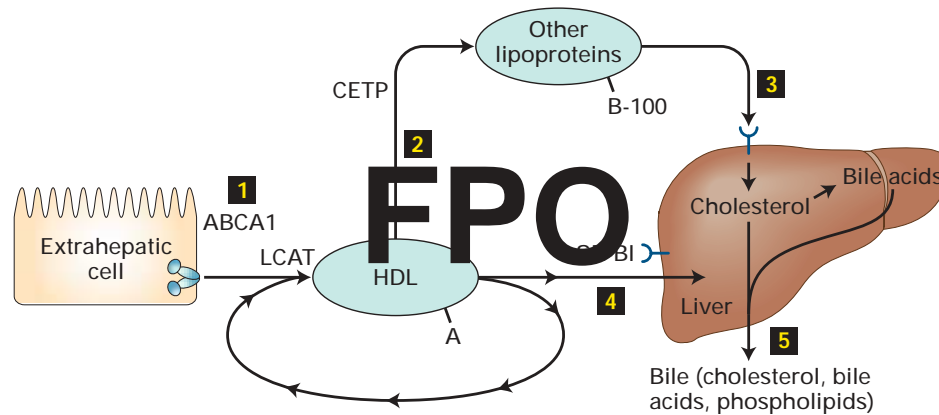 Other
lipoproteins
CETP
B-100
3
2
FPO
1
ABCA1
Extrahepatic
cell
LCAT
HDL
A
BI
4
Bile acids
Cholesterol
Liver
5
Bile (cholesterol, bile
acids, phospholipids)